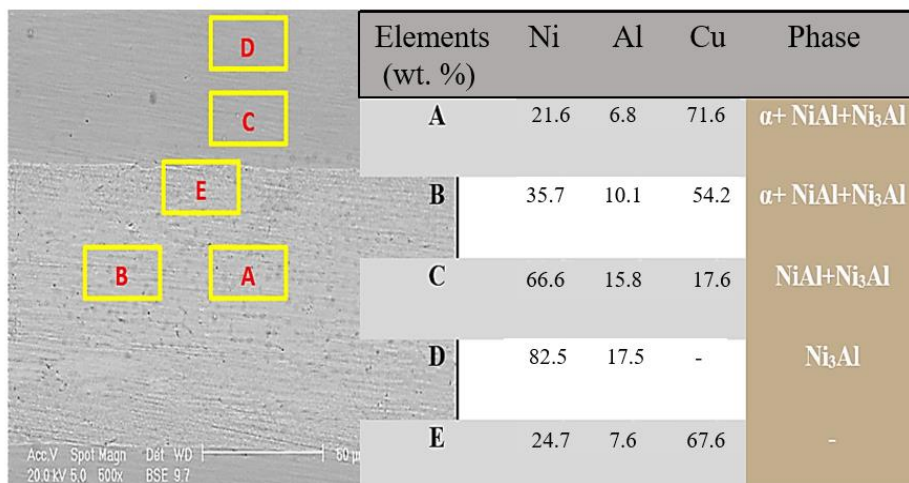 D
C
E
B A
Acc.V Spot Magn Dét WD
20.0 kV 5.0 500x BSE 9.7
Elements Ni Al Cu Phase
(wt. %)
A 21.6 6.8 71.6 α+ NiAl+Ni₃Al
B 35.7 10.1 54.2 α+ NiAl+Ni₃Al
C 66.6 15.8 17.6 NiAl+Ni₃Al
D 82.5 17.5 - Ni₃Al
E 24.7 7.6 67.6 -